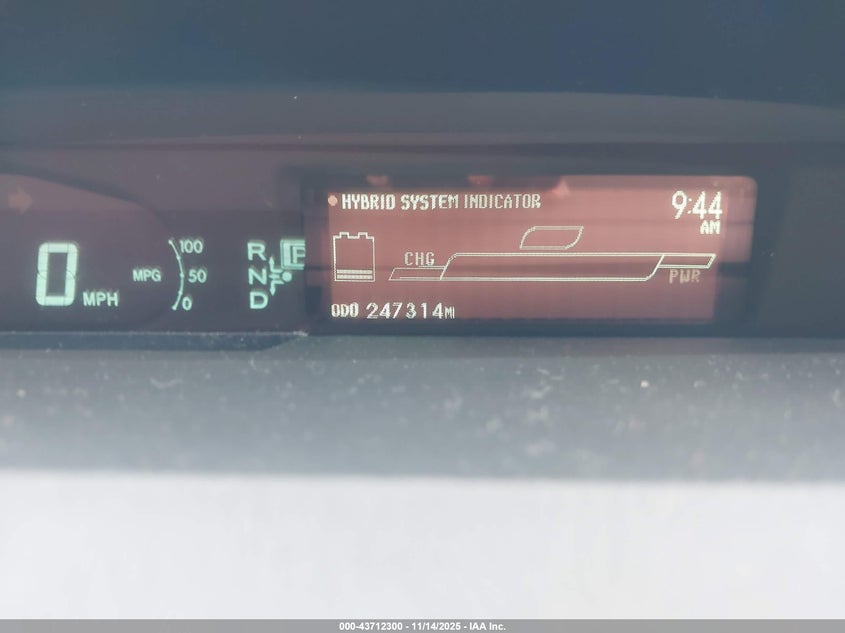 HYBRID SYSTEM INDICATOR
9:44
AM
0 MPH
MPG
100
50
0
R
N
D
P
CHG
PWR
ODO 247314MI
000-43712300 - 11/14/2025 - IAA Inc.